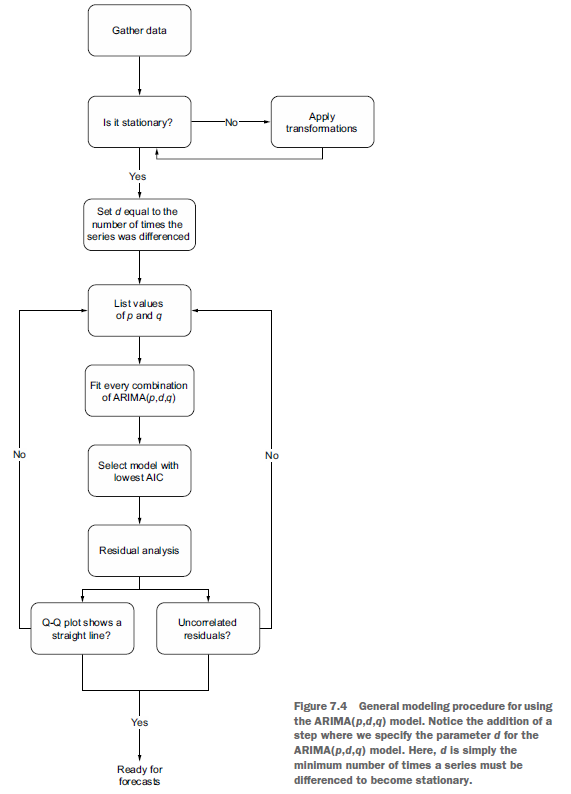 Gather data
Is it stationary?
No
Apply
transformations
Yes
Set d equal to the
number of times the
series was differenced
List values
of p and q
Fit every combination
of ARIMA(p,d,q)
No
No
Select model with
lowest AIC
Residual analysis
Q-Q plot shows a
straight line?
Uncorrelated
residuals?
Yes
Ready for
forecasts
Figure 7.4 General modeling procedure for using
the ARIMA(p,d,q) model. Notice the addition of a
step where we specify the parameter d for the
ARIMA(p,d,q) model. Here, d is simply the
minimum number of times a series must be
differenced to become stationary.